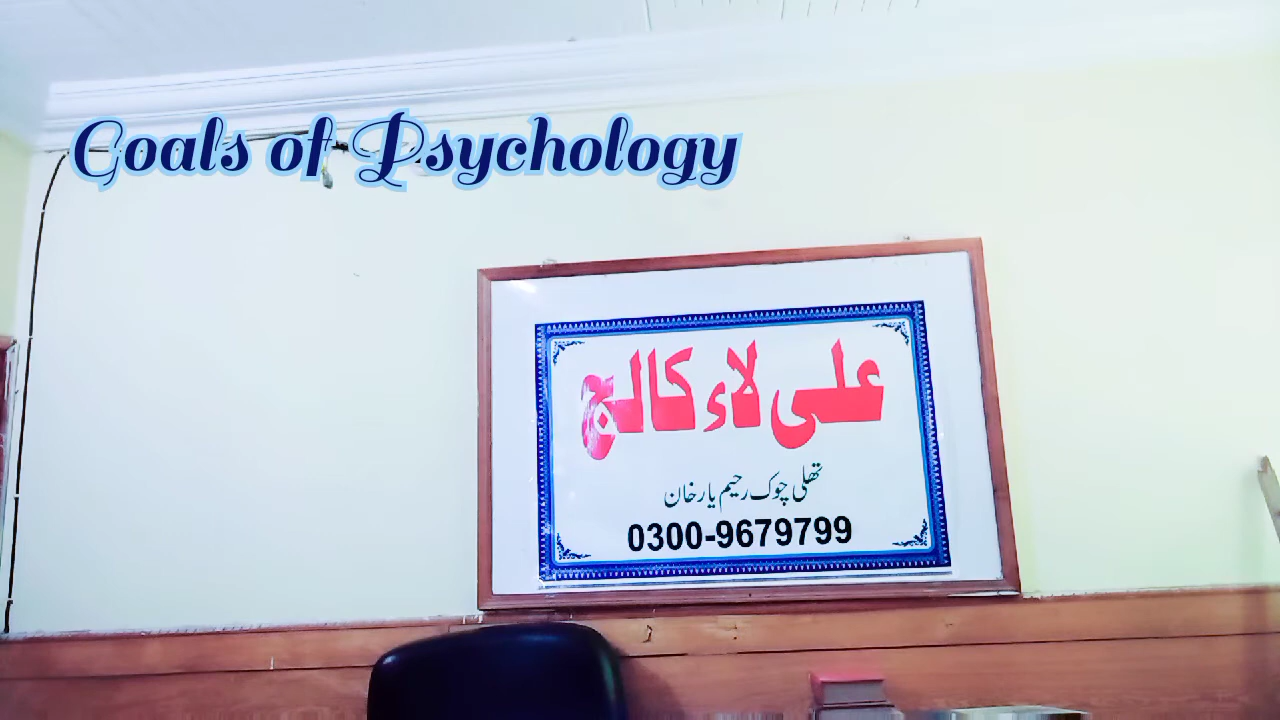 Goals of Psychology
علی لاء کالج
تھلی چوک رحیم یار خان
0300-9679799